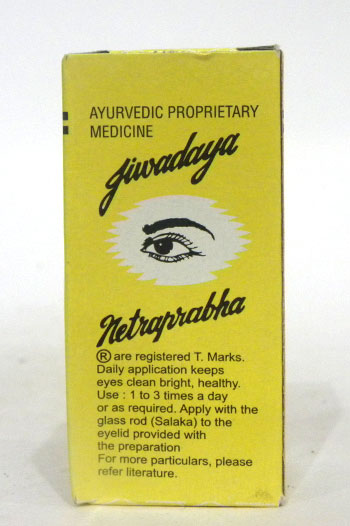 AYURVEDIC PROPRIETARY
MEDICINE
Jiwadaya
Netraprabha
® are registered T. Marks.
Daily application keeps
eyes clean bright, healthy.
Use : 1 to 3 times a day
or as required. Apply with the
glass rod (Salaka) to the
eyelid provided with
the preparation
For more particulars, please
refer literature.